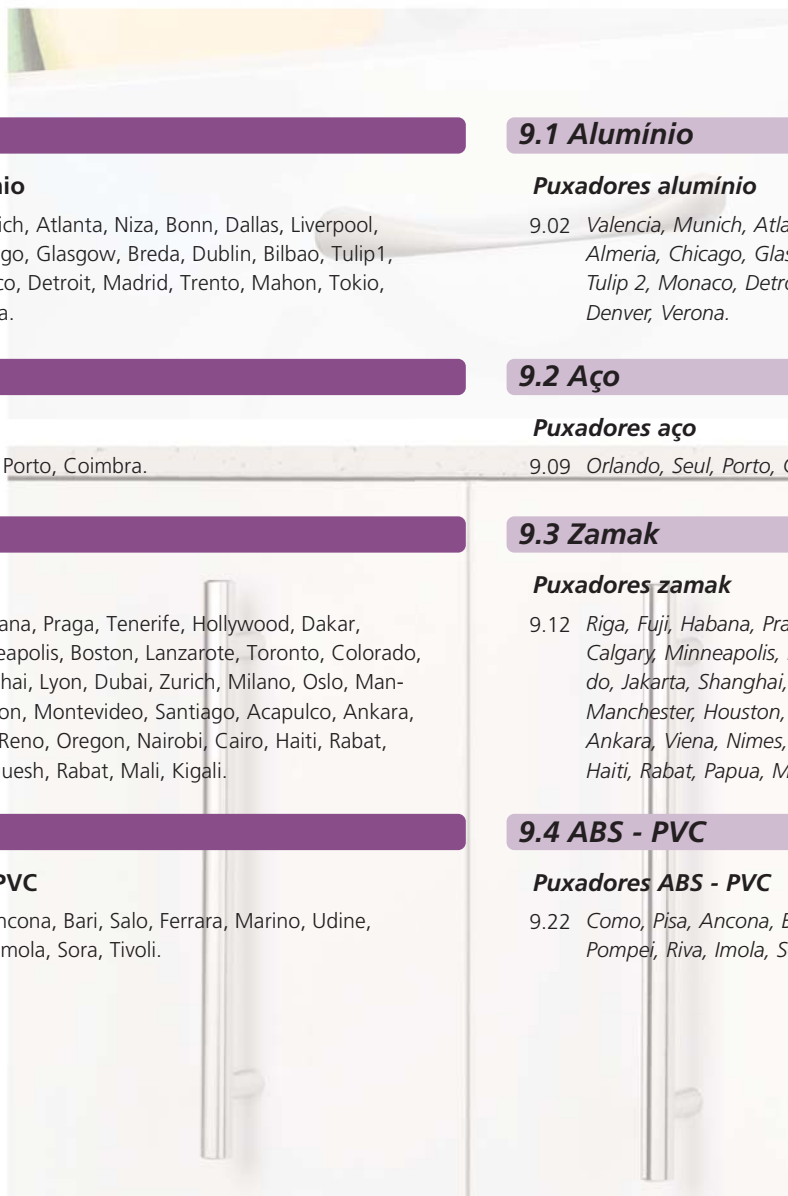 nio
ich, Atlanta, Niza, Bonn, Dallas, Liverpool,
go, Glasgow, Breda, Dublin, Bilbao, Tulip1,
co, Detroit, Madrid, Trento, Mahon, Tokio,
a.
Porto, Coimbra.
ana, Praga, Tenerife, Hollywood, Dakar,
eapolis, Boston, Lanzarote, Toronto, Colorado,
hai, Lyon, Dubai, Zurich, Milano, Oslo, Man-
on, Montevideo, Santiago, Acapulco, Ankara,
Reno, Oregon, Nairobi, Cairo, Haiti, Rabat,
uesh, Rabat, Mali, Kigali.
PVC
ncona, Bari, Salo, Ferrara, Marino, Udine,
mola, Sora, Tivoli.
9.1 Alumínio
Puxadores alumínio
9.02 Valencia, Munich, Atla
Almeria, Chicago, Glas
Tulip 2, Monaco, Detro
Denver, Verona.
9.2 Aço
Puxadores aço
9.09 Orlando, Seul, Porto, C
9.3 Zamak
Puxadores zamak
9.12 Riga, Fuji, Habana, Pra
Calgary, Minneapolis,
do, Jakarta, Shanghai,
Manchester, Houston,
Ankara, Viena, Nimes,
Haiti, Rabat, Papua, M
9.4 ABS - PVC
Puxadores ABS - PVC
9.22 Como, Pisa, Ancona, B
Pompei, Riva, Imola, S